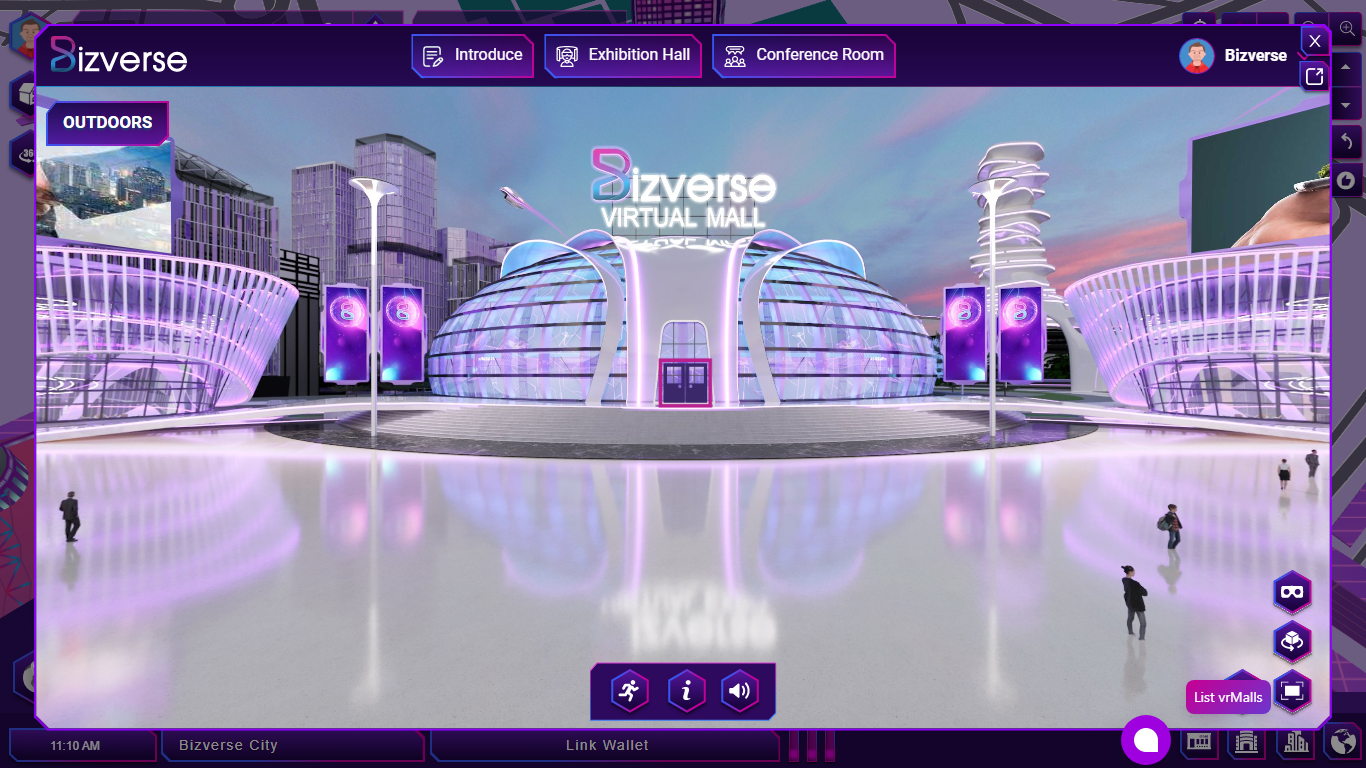 Bizverse
Introduce
Exhibition Hall
Conference Room
Bizverse
X
OUTDOORS
Bizverse
VIRTUAL MALL
List vrMalls
11:10 AM
Bizverse City
Link Wallet